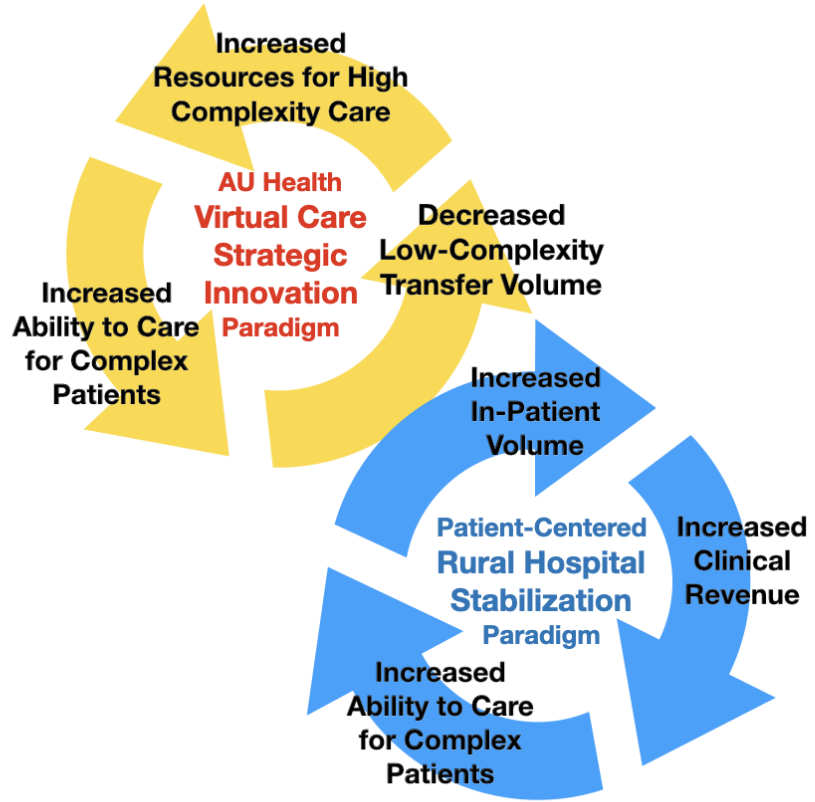 Increased
Resources for High
Complexity Care
AU Health
Virtual Care
Strategic
Innovation
Paradigm
Decreased
Low-Complexity
Transfer Volume
Increased
Ability to Care
for Complex
Patients
Increased
In-Patient
Volume
Patient-Centered
Rural Hospital
Stabilization
Paradigm
Increased
Clinical
Revenue
Increased
Ability to Care
for Complex
Patients